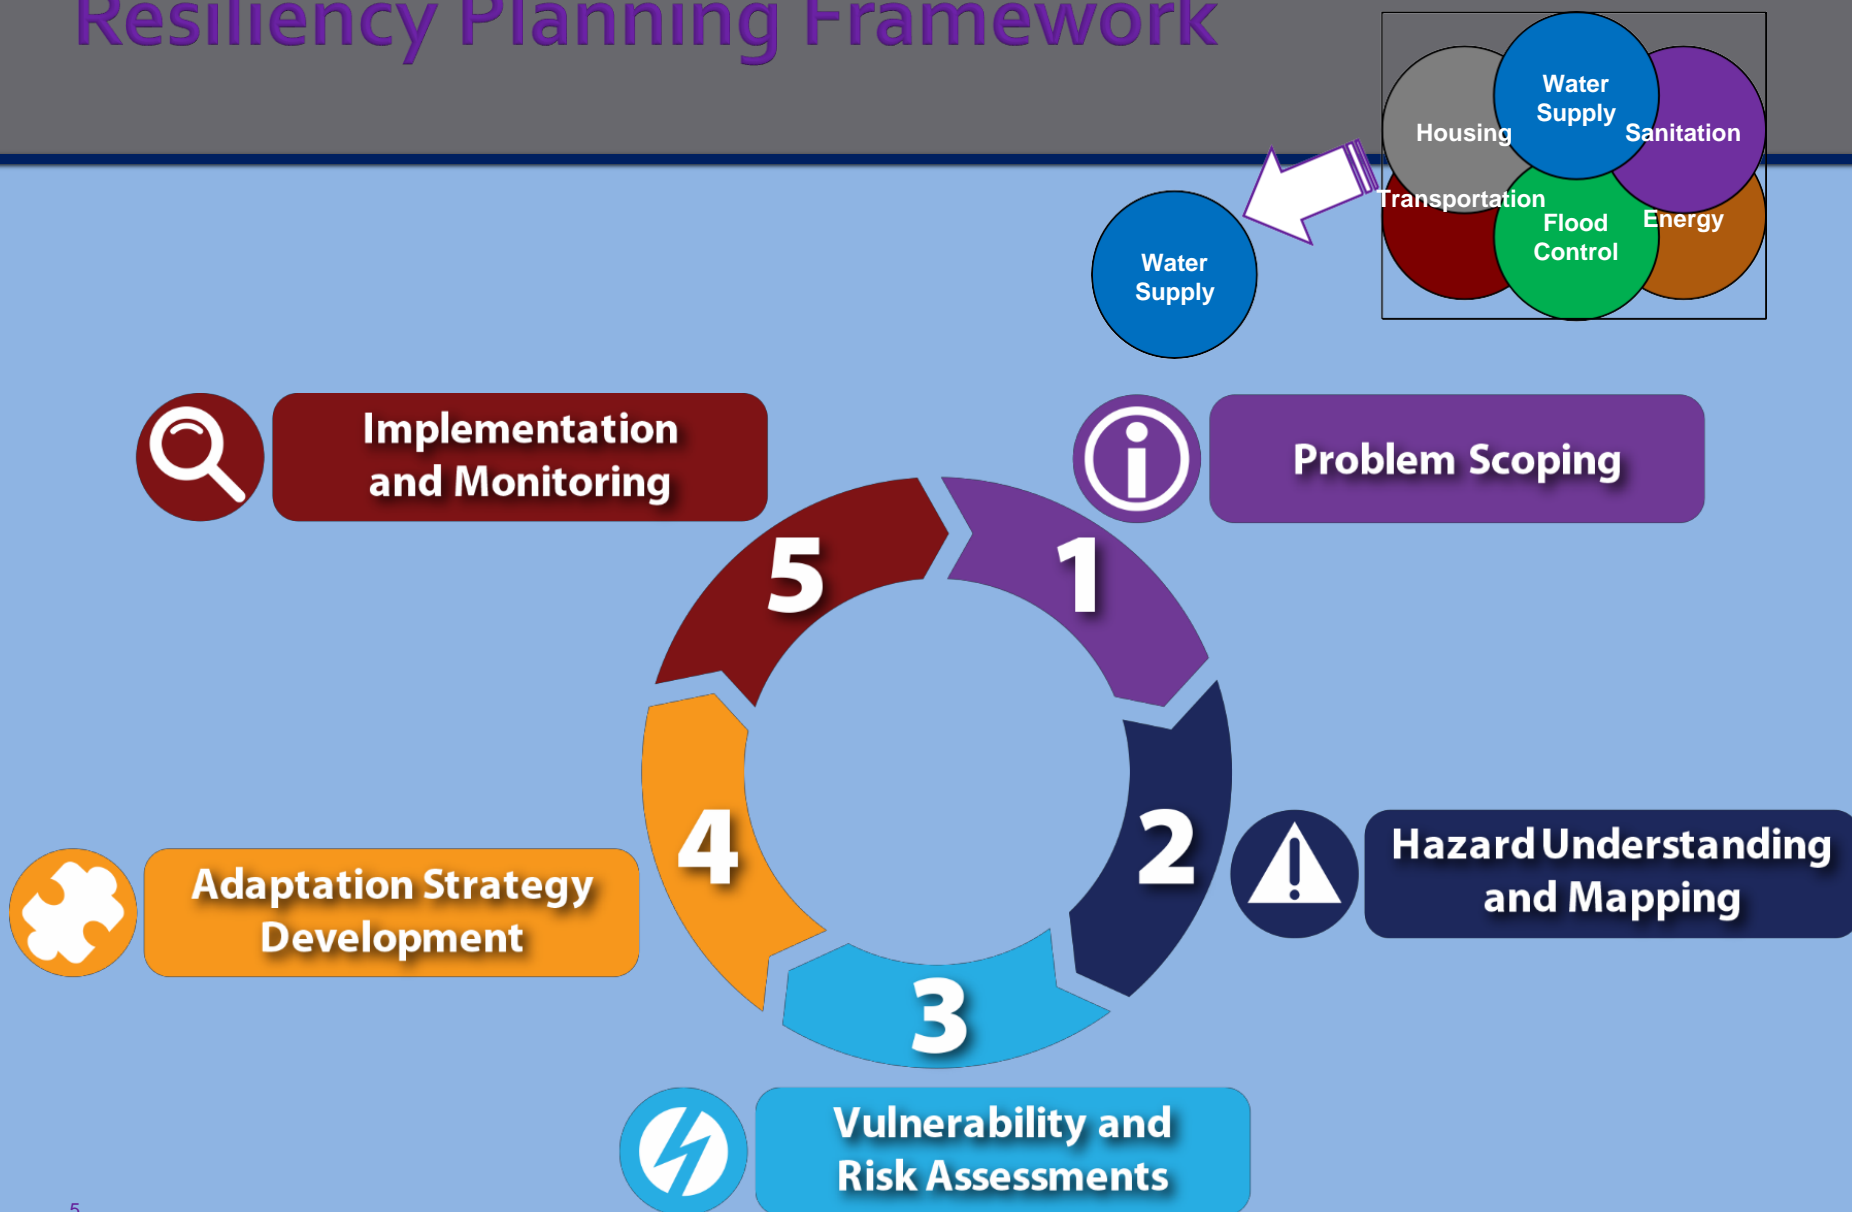 Resiliency Planning Framework
Water
Supply
Housing
Sanitation
Transportation
Flood
Control
Energy
Water
Supply
Implementation
and Monitoring
Problem Scoping
5
1
4
2
Hazard Understanding
and Mapping
Adaptation Strategy
Development
3
Vulnerability and
Risk Assessments
5